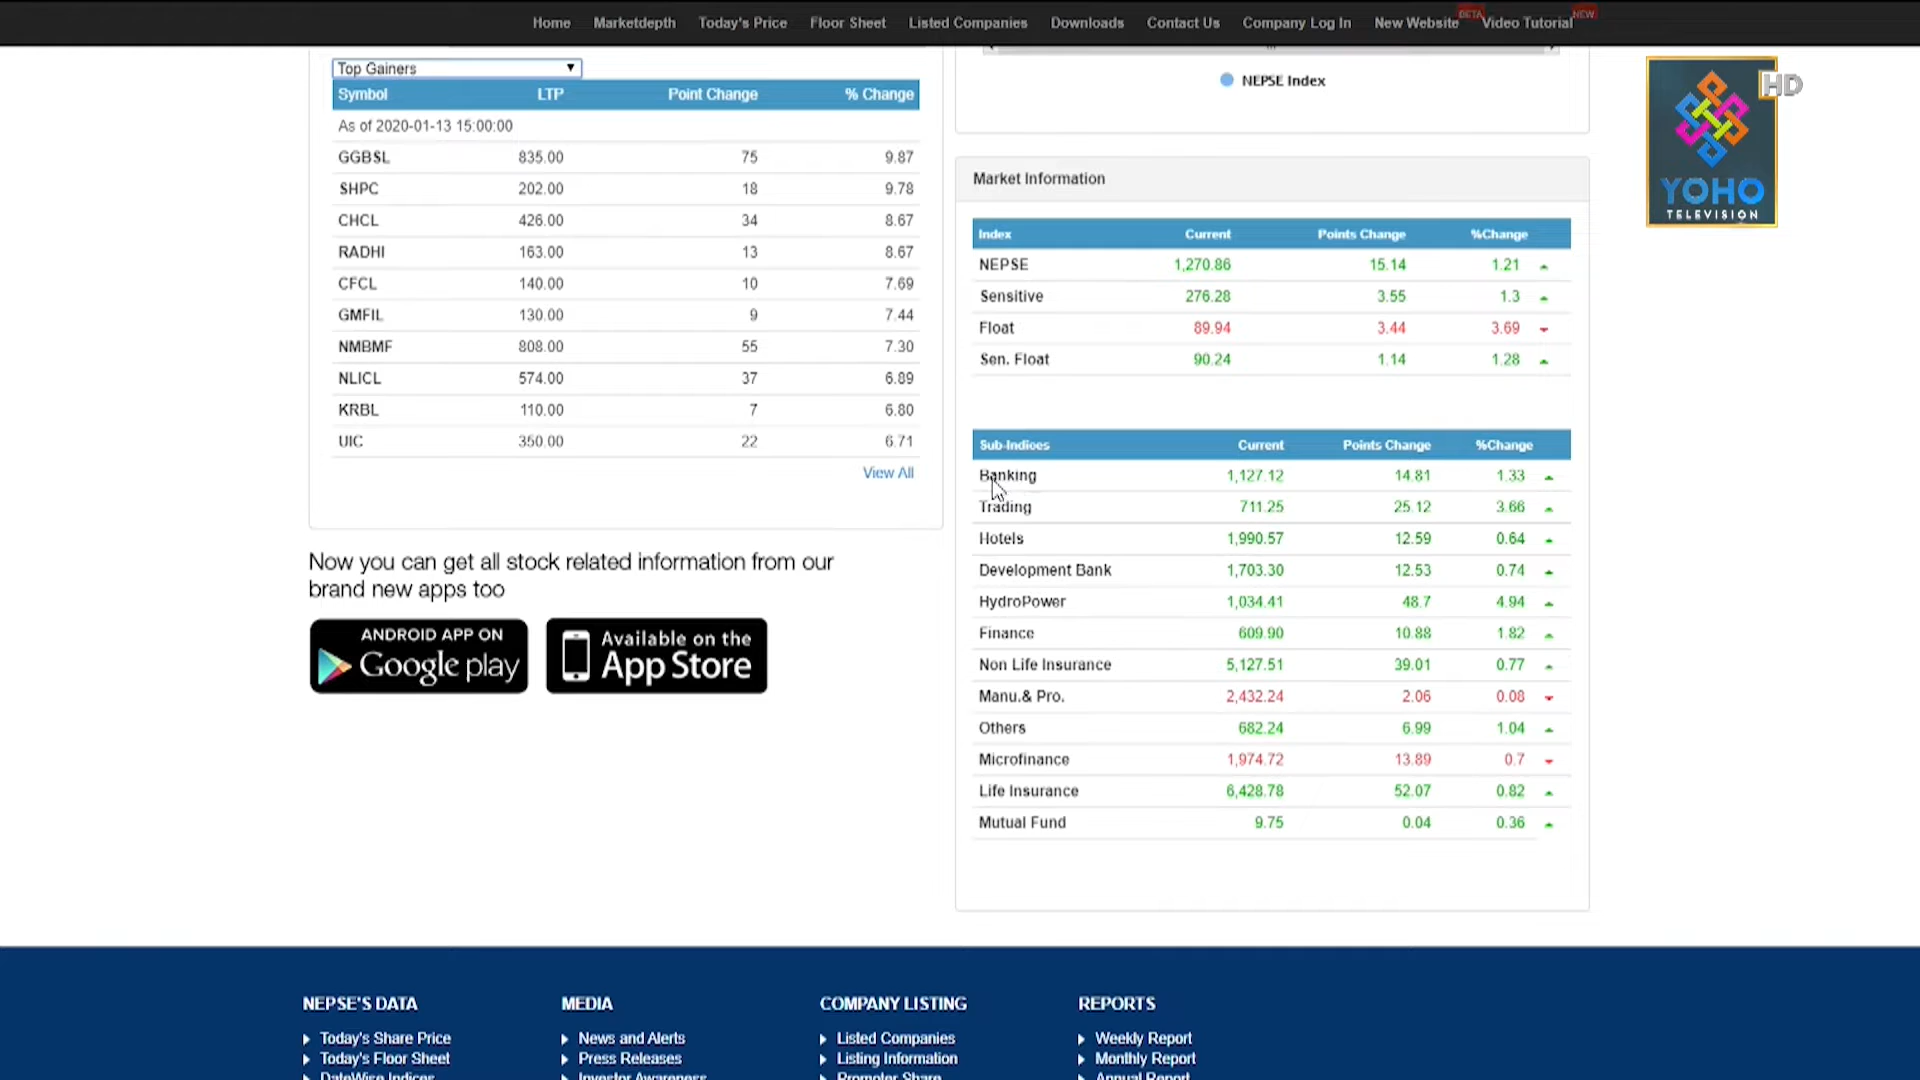 Home Marketdepth Today's Price Floor Sheet Listed Companies Downloads Contact Us Company Log In New Website BETA Video Tutorial NEW
Top Gainers
Symbol LTP Point Change % Change
As of 2020-01-13 15:00:00
GGBSL 835.00 75 9.87
SHPC 202.00 18 9.78
CHCL 426.00 34 8.67
RADHI 163.00 13 8.67
CFCL 140.00 10 7.69
GMFIL 130.00 9 7.44
NMBMF 808.00 55 7.30
NLICL 574.00 37 6.89
KRBL 110.00 7 6.80
UIC 350.00 22 6.71
View All
Now you can get all stock related information from our
brand new apps too
ANDROID APP ON
Google play
Available on the
App Store
NEPSE Index
Market Information
Index Current Points Change %Change
NEPSE 1,270.86 15.14 1.21
Sensitive 276.28 3.55 1.3
Float 89.94 3.44 3.69
Sen. Float 90.24 1.14 1.28
Sub-Indices Current Points Change %Change
Banking 1,127.12 14.81 1.33
Trading 711.25 25.12 3.66
Hotels 1,990.57 12.59 0.64
Development Bank 1,703.30 12.53 0.74
HydroPower 1,034.41 48.7 4.94
Finance 609.90 10.88 1.82
Non Life Insurance 5,127.51 39.01 0.77
Manu.& Pro. 2,432.24 2.06 0.08
Others 682.24 6.99 1.04
Microfinance 1,974.72 13.89 0.7
Life Insurance 6,428.78 52.07 0.82
Mutual Fund 9.75 0.04 0.36
HD
YOHO
TELEVISION
NEPSE'S DATA
Today's Share Price
Today's Floor Sheet
DateWise Indices
MEDIA
News and Alerts
Press Releases
Investor Awareness
COMPANY LISTING
Listed Companies
Listing Information
Promoter Share
REPORTS
Weekly Report
Monthly Report
Annual Report